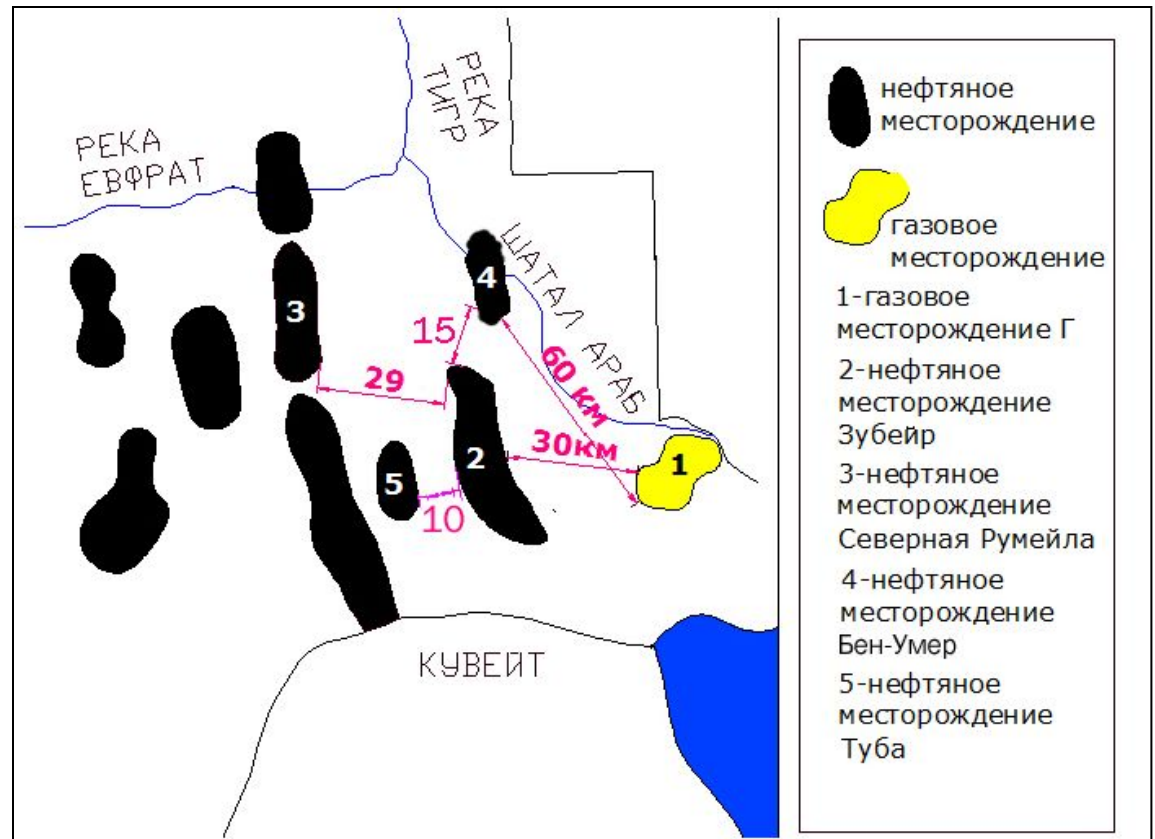 РЕКА
ЕВФРАТ
РЕКА
ТИГР
ШАТАЛ АРАБ
3
4
15
29
60 км
30км
2
1
5
10
КУВЕЙТ
нефтяное
месторождение
газовое
месторождение
1-газовое
месторождение Г
2-нефтяное
месторождение
Зубейр
3-нефтяное
месторождение
Северная Румейла
4-нефтяное
месторождение
Бен-Умер
5-нефтяное
месторождение
Туба